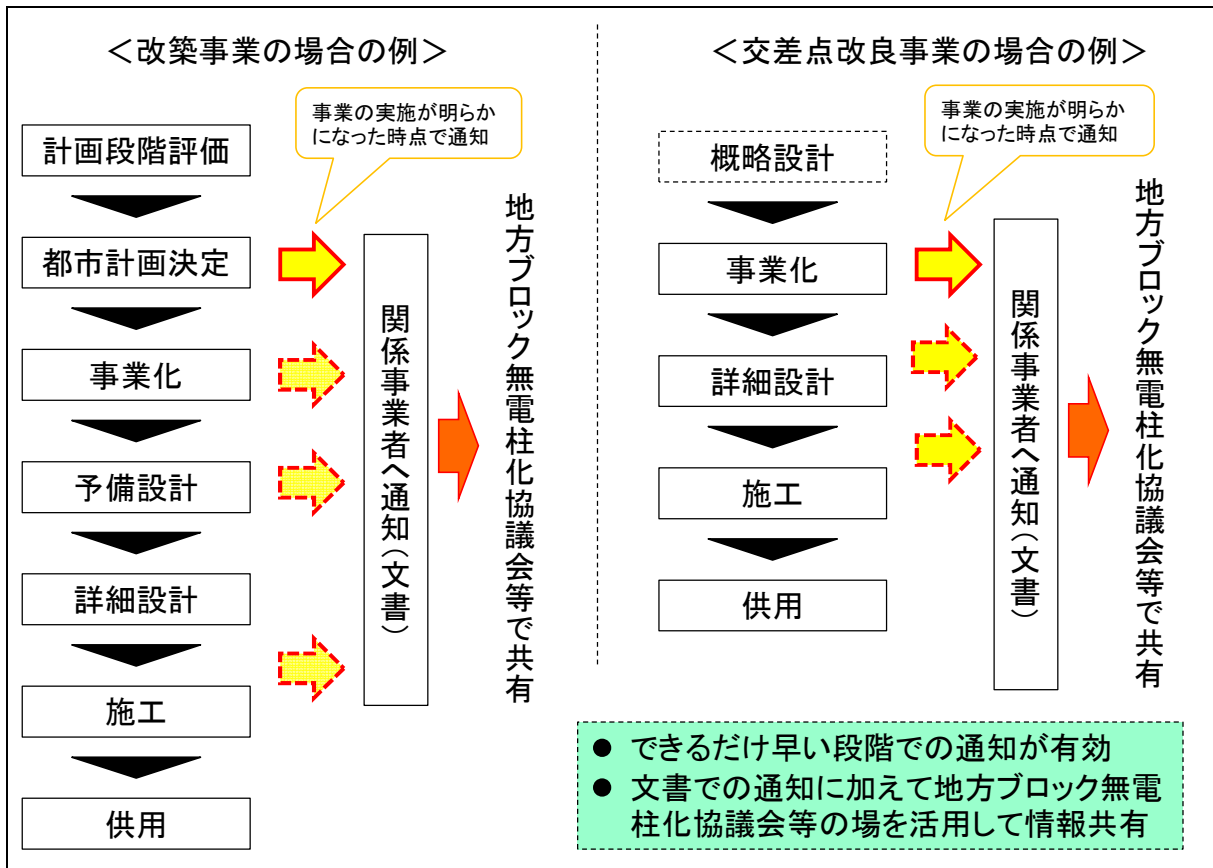 ＜改築事業の場合の例＞
事業の実施が明らか
になった時点で通知
計画段階評価
都市計画決定
事業化
予備設計
詳細設計
施工
供用
関係事業者へ通知（文書）
地方ブロック無電柱化協議会等で共有
＜交差点改良事業の場合の例＞
事業の実施が明らか
になった時点で通知
概略設計
事業化
詳細設計
施工
供用
関係事業者へ通知（文書）
地方ブロック無電柱化協議会等で共有
● できるだけ早い段階での通知が有効
● 文書での通知に加えて地方ブロック無電
柱化協議会等の場を活用して情報共有